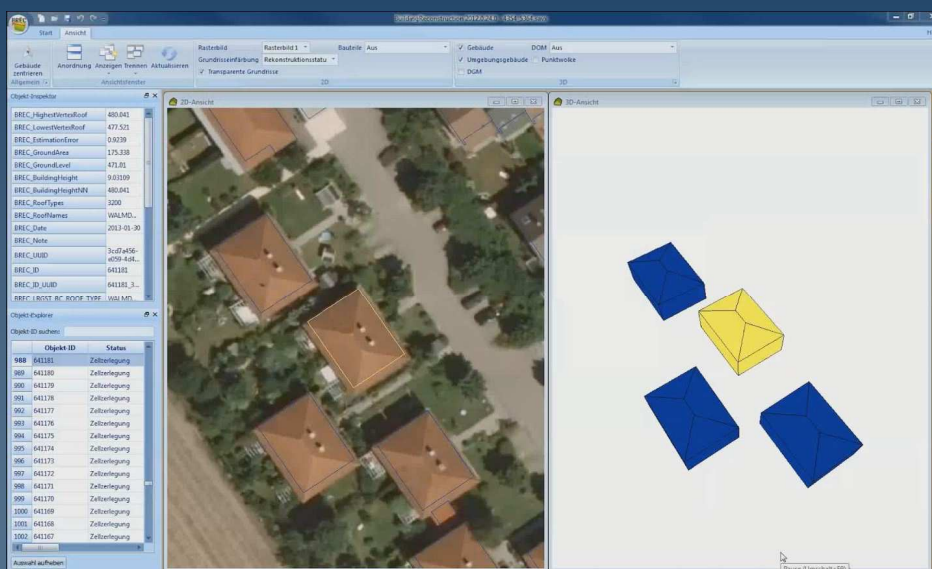 BREC
Start Ansicht
Gebäude zentrieren
Anordnung Anzeigen Trennen Aktualisieren
Allgemein
Ansichtsfenster
Rasterbild Rasterbild 1 Bauteile Aus
Grundrisseinfärbung Rekonstruktionsstatu
Transparente Grundrisse
2D
Gebäude DOM Aus
Umgebungsgebäude Punktwolke
DGM
3D
Objekt-Inspektor
BREC_HighestVertexRoof 480.041
BREC_LowestVertexRoof 477.521
BREC_EstimationError 0.9239
BREC_GroundArea 175.338
BREC_GroundLevel 471.01
BREC_BuildingHeight 9.03109
BREC_BuildingHeightNN 480.041
BREC_RoofTypes 3200
BREC_RoofNames WALMD...
BREC_Date 2013-01-30
BREC_Note
BREC_UUID 3cd7a456-a059-4d4...
BREC_ID 641181
BREC_ID_UUID 641181_3...
BREC_LRGST_BC_ROOF_TYPE WALMD...
Objekt-Explorer
Objekt-ID suchen:
Objekt-ID Status
988 641181 Zellzerlegung
989 641180 Zellzerlegung
990 641179 Zellzerlegung
991 641178 Zellzerlegung
992 641177 Zellzerlegung
993 641176 Zellzerlegung
994 641175 Zellzerlegung
995 641174 Zellzerlegung
996 641173 Zellzerlegung
997 641172 Zellzerlegung
998 641171 Zellzerlegung
999 641170 Zellzerlegung
1000 641169 Zellzerlegung
1001 641168 Zellzerlegung
1002 641167 Zellzerlegung
Auswahl aufheben
2D-Ansicht
3D-Ansicht